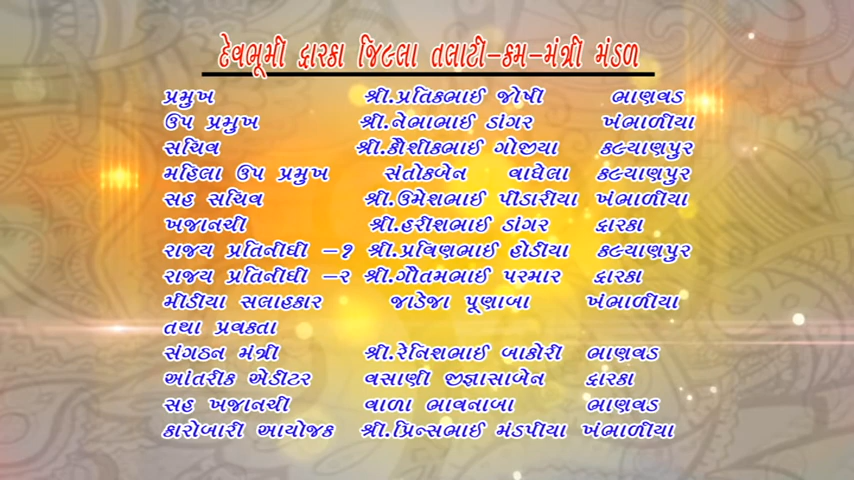 દેવભૂમી દ્વારકા જિલ્લા તલાટી-કમ-મંત્રી મંડળ
પ્રમુખ શ્રી.પ્રતિકભાઈ જોષી ભાણવડ
ઉપ પ્રમુખ શ્રી.નેભાભાઈ ડાંગર ખંભાળીયા
સચિવ શ્રી.કૌશીકભાઈ ગોજીયા કલ્યાણપુર
મહિલા ઉપ પ્રમુખ સંતોકબેન વાઘેલા કલ્યાણપુર
સહ સચિવ શ્રી.ઉમેશભાઈ પીંડારીયા ખંભાળીયા
ખજાનચી શ્રી.હરીશભાઈ ડાંગર દ્વારકા
રાજ્ય પ્રતિનીધી -૧ શ્રી.પ્રવિણભાઈ હોડીયા કલ્યાણપુર
રાજ્ય પ્રતિનીધી -ર શ્રી.ગૌતમભાઈ પરમાર દ્વારકા
મીડીયા સલાહકાર જાડેજા પૂણાબા ખંભાળીયા
તથા પ્રવકતા
સંગઠન મંત્રી શ્રી.રેનિશભાઈ બાકોરી ભાણવડ
આંતરીક એડીટર વસાણી જીજ્ઞાસાબેન દ્વારકા
સહ ખજાનચી વાળા ભાવનાબા ભાણવડ
કારોબારી આયોજક શ્રી.પ્રિન્સભાઈ મંડપીયા ખંભાળીયા